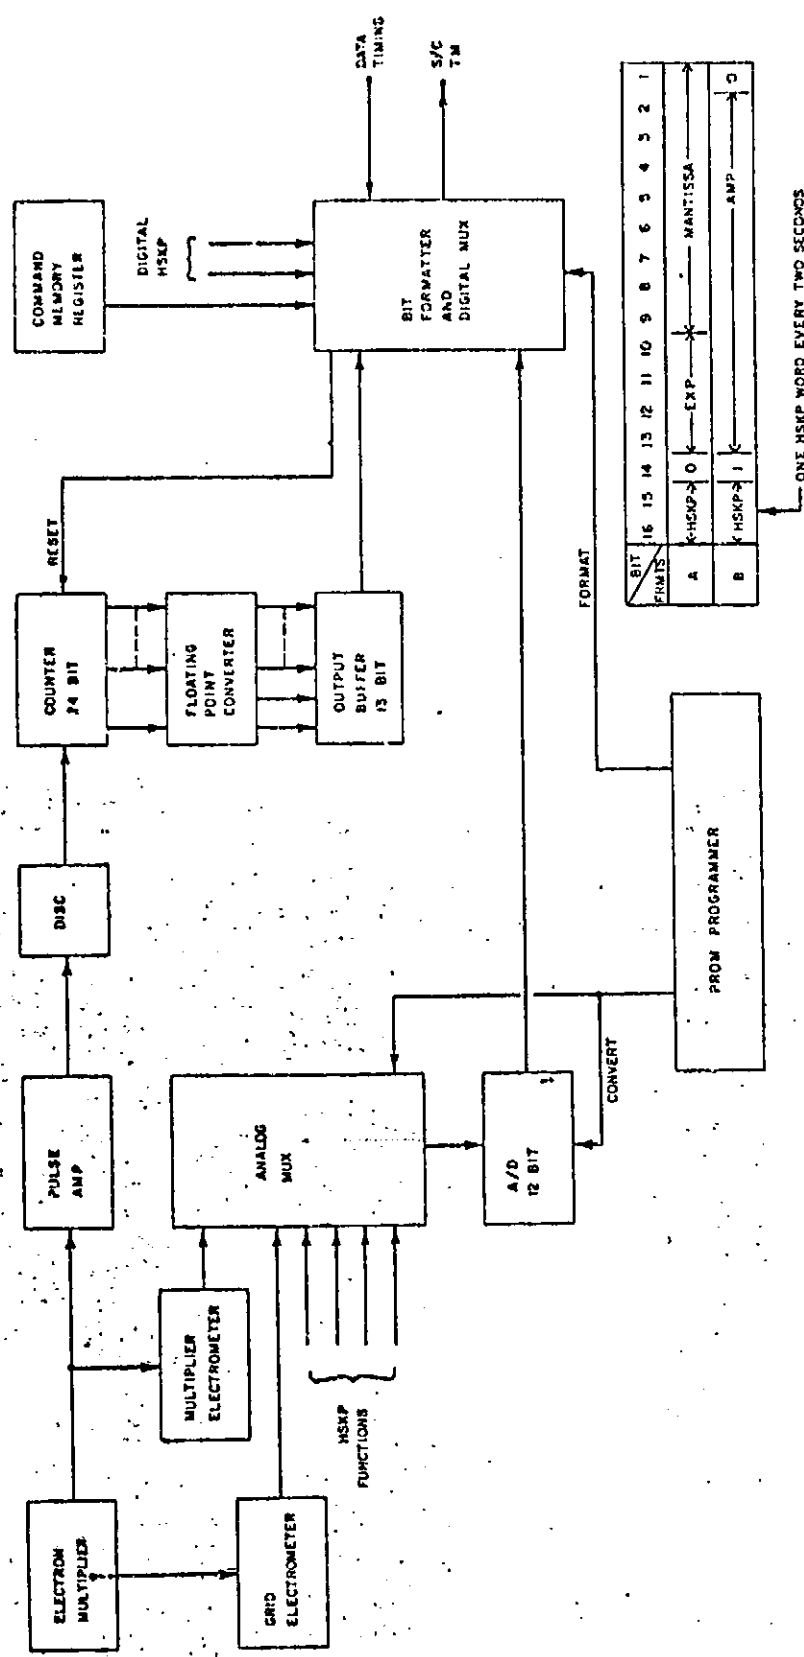 ELECTRON
MULTIPLIER
PULSE
AMP
DISC
COUNTER
24 BIT
RESET
COMMAND
MEMORY
REGISTER
GRID
ELECTROMETER
MULTIPLIER
ELECTROMETER
HSKP
FUNCTIONS
ANALOG
MUX
A/D
12 BIT
CONVERT
FLOATING
POINT
CONVERTER
OUTPUT
BUFFER
13 BIT
DIGITAL
HSKP
BIT
FORMATTER
AND
DIGITAL MUX
DATA
TIMING
S/C
TM
PROM PROGRAMMER
FORMAT
BIT
FRMTS
16 15 14 13 12 11 10 9 8 7 6 5 4 3 2 1
A HSKP 0 EXP MANTISSA
B HSKP 1 AMP 0
ONE HSKP WORD EVERY TWO SECONDS